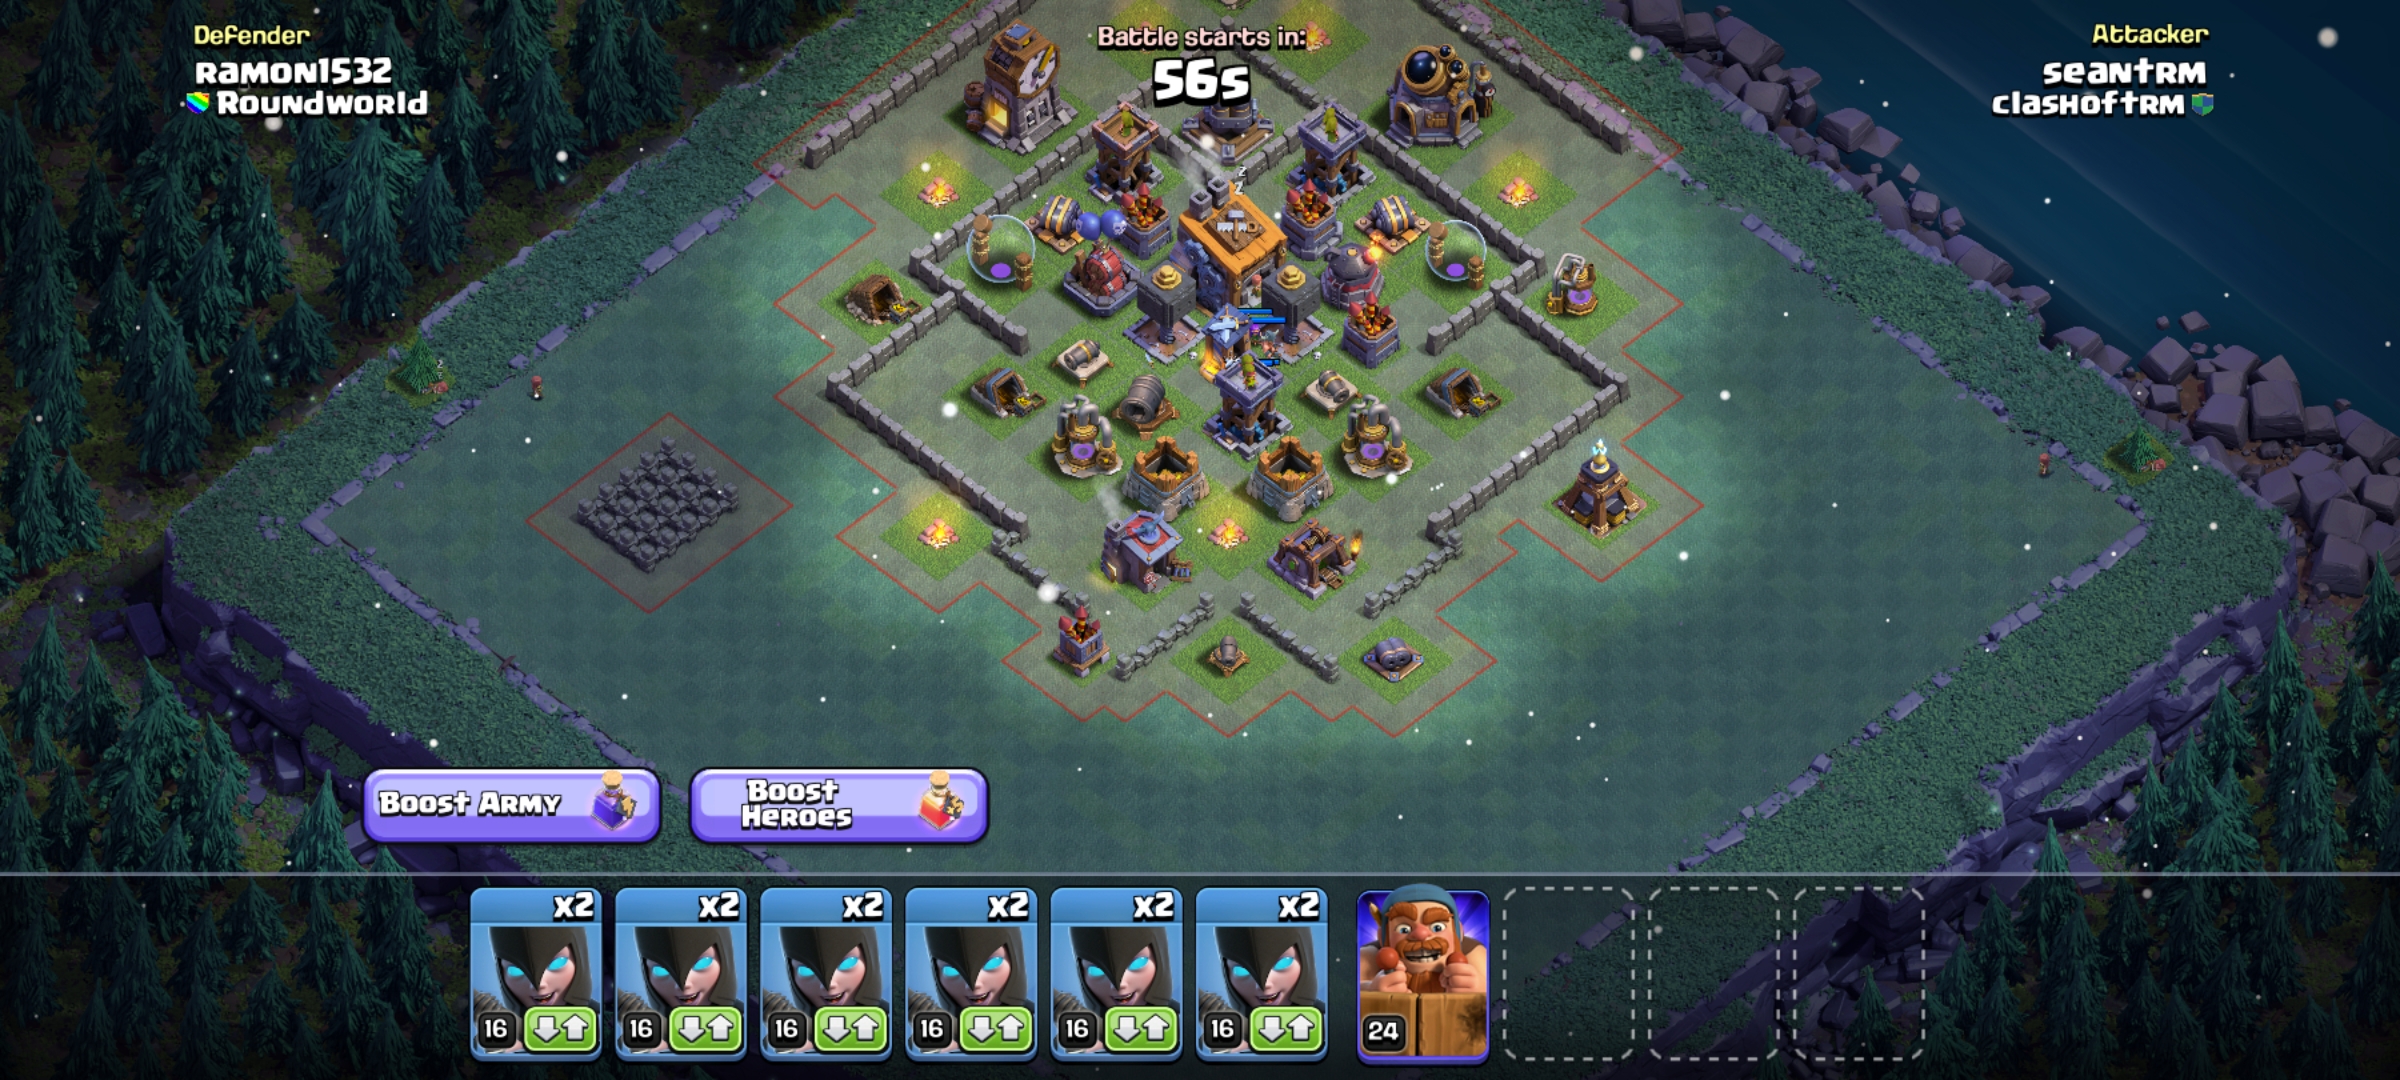 Defender
Ramon1532
Roundworld
Battle starts in:
56s
Attacker
seantrm
clashoftrm
Boost Army
Boost
Heroes
x2
x2
x2
x2
x2
x2
16
16
16
16
16
16
24